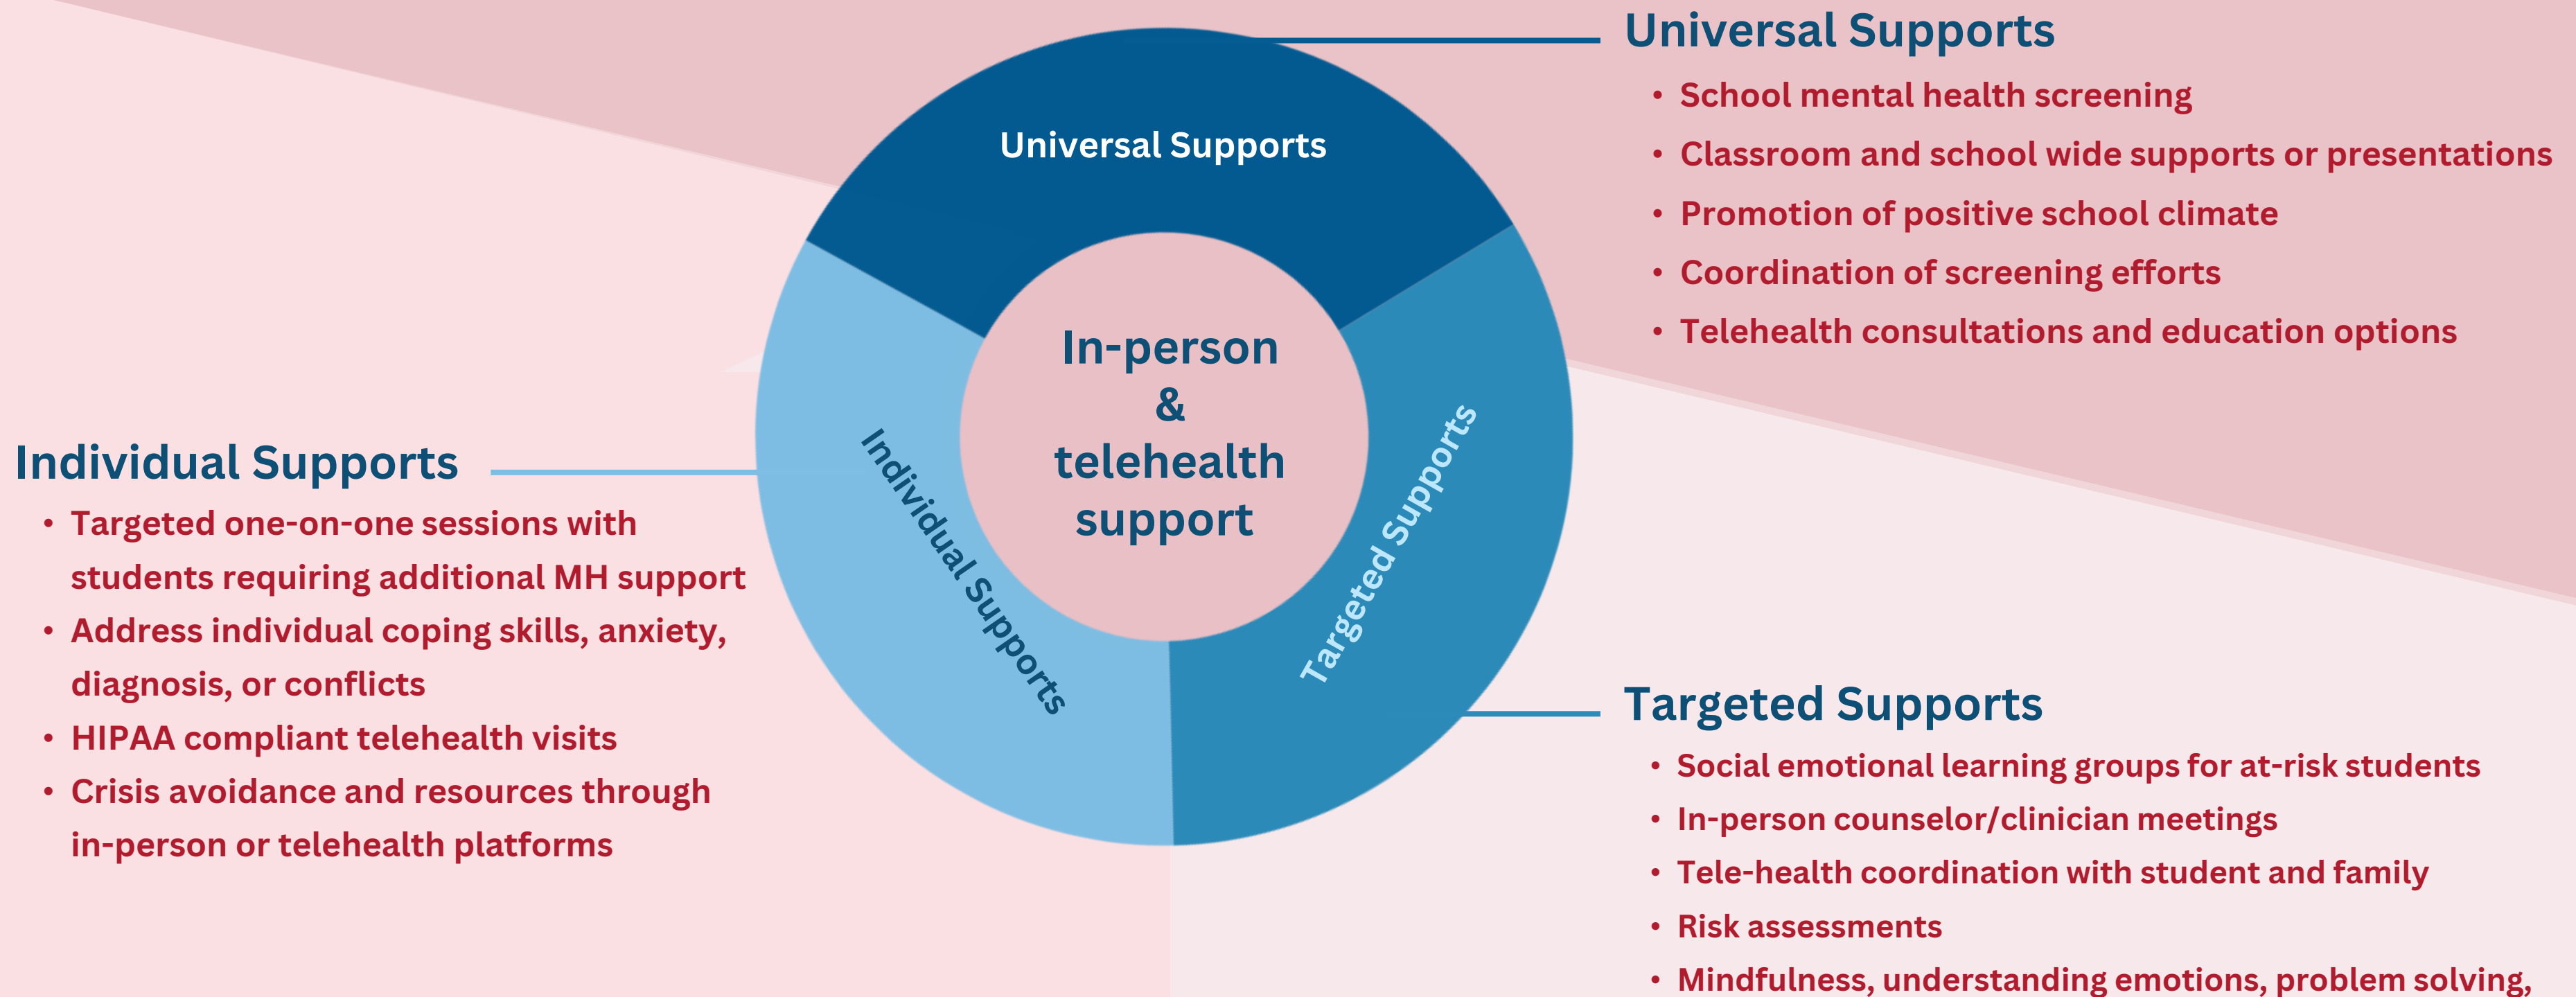 Universal Supports
• School mental health screening
• Classroom and school wide supports or presentations
• Promotion of positive school climate
• Coordination of screening efforts
• Telehealth consultations and education options
Universal Supports
In-person
&
telehealth
support
Individual Supports
Targeted Supports
Individual Supports
• Targeted one-on-one sessions with
students requiring additional MH support
• Address individual coping skills, anxiety,
diagnosis, or conflicts
• HIPAA compliant telehealth visits
• Crisis avoidance and resources through
in-person or telehealth platforms
Targeted Supports
• Social emotional learning groups for at-risk students
• In-person counselor/clinician meetings
• Tele-health coordination with student and family
• Risk assessments
• Mindfulness, understanding emotions, problem solving,